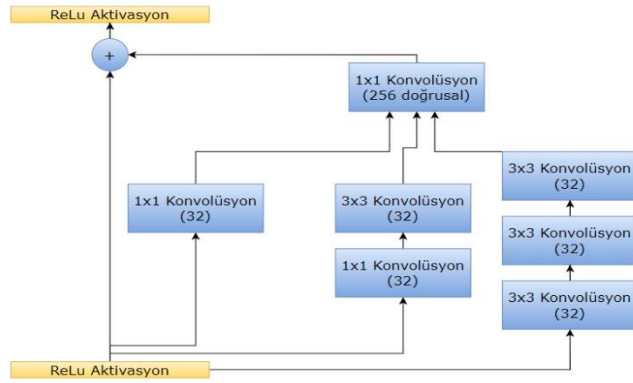 ReLu Aktivasyon
+
1x1 Konvolüsyon
(256 doğrusal)
1x1 Konvolüsyon
(32)
3x3 Konvolüsyon
(32)
3x3 Konvolüsyon
(32)
1x1 Konvolüsyon
(32)
3x3 Konvolüsyon
(32)
3x3 Konvolüsyon
(32)
ReLu Aktivasyon